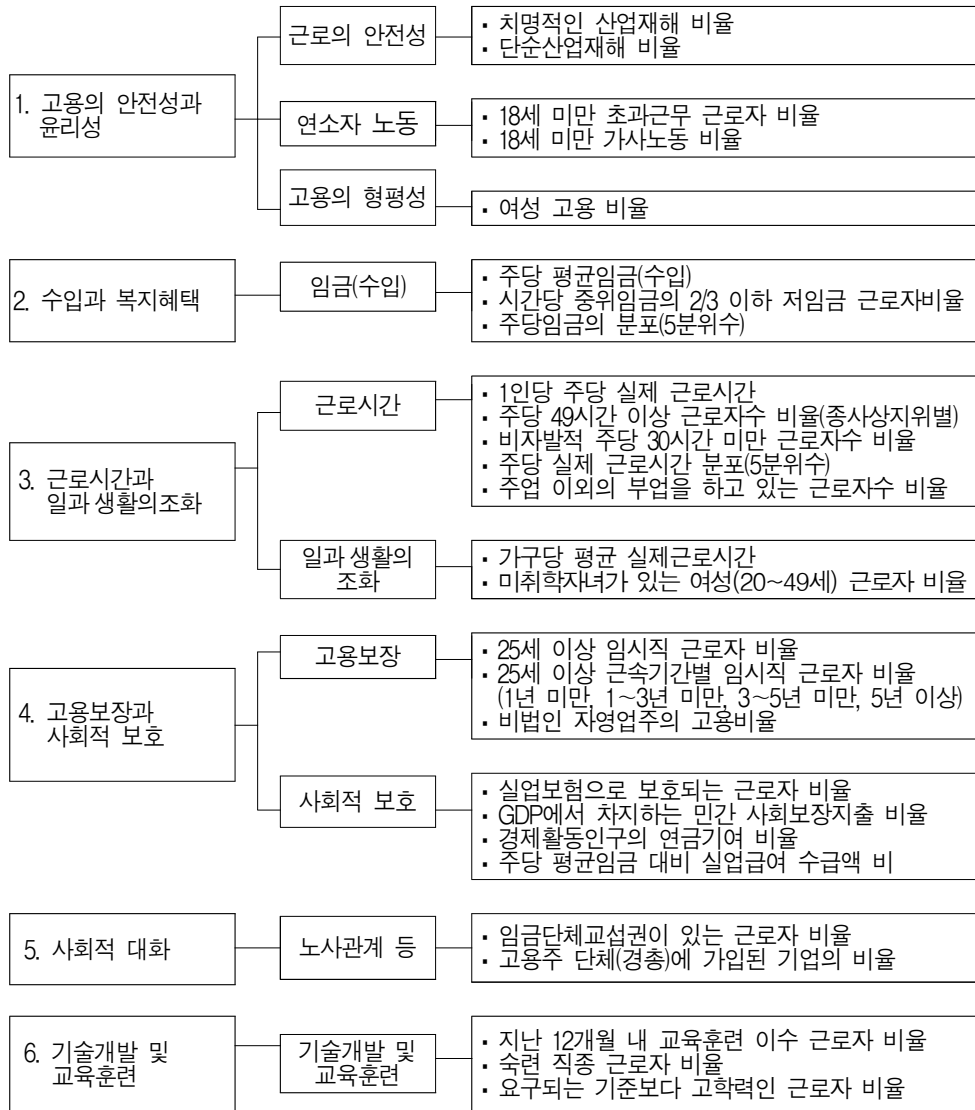 근로의 안전성
▪ 치명적인 산업재해 비율
▪ 단순산업재해 비율
1. 고용의 안전성과
윤리성
연소자 노동
▪ 18세 미만 초과근무 근로자 비율
▪ 18세 미만 가사노동 비율
고용의 형평성
▪ 여성 고용 비율
2. 수입과 복지혜택
임금(수입)
▪ 주당 평균임금(수입)
▪ 시간당 중위임금의 2/3 이하 저임금 근로자비율
▪ 주당임금의 분포(5분위수)
3. 근로시간과
일과 생활의조화
근로시간
▪ 1인당 주당 실제 근로시간
▪ 주당 49시간 이상 근로자수 비율(종사상지위별)
▪ 비자발적 주당 30시간 미만 근로자수 비율
▪ 주당 실제 근로시간 분포(5분위수)
▪ 주업 이외의 부업을 하고 있는 근로자수 비율
일과 생활의
조화
▪ 가구당 평균 실제근로시간
▪ 미취학자녀가 있는 여성(20~49세) 근로자 비율
4. 고용보장과
사회적 보호
고용보장
▪ 25세 이상 임시직 근로자 비율
▪ 25세 이상 근속기간별 임시직 근로자 비율
(1년 미만, 1~3년 미만, 3~5년 미만, 5년 이상)
▪ 비법인 자영업주의 고용비율
사회적 보호
▪ 실업보험으로 보호되는 근로자 비율
▪ GDP에서 차지하는 민간 사회보장지출 비율
▪ 경제활동인구의 연금기여 비율
▪ 주당 평균임금 대비 실업급여 수급액 비
5. 사회적 대화
노사관계 등
▪ 임금단체교섭권이 있는 근로자 비율
▪ 고용주 단체(경총)에 가입된 기업의 비율
6. 기술개발 및
교육훈련
기술개발 및
교육훈련
▪ 지난 12개월 내 교육훈련 이수 근로자 비율
▪ 숙련 직종 근로자 비율
▪ 요구되는 기준보다 고학력인 근로자 비율